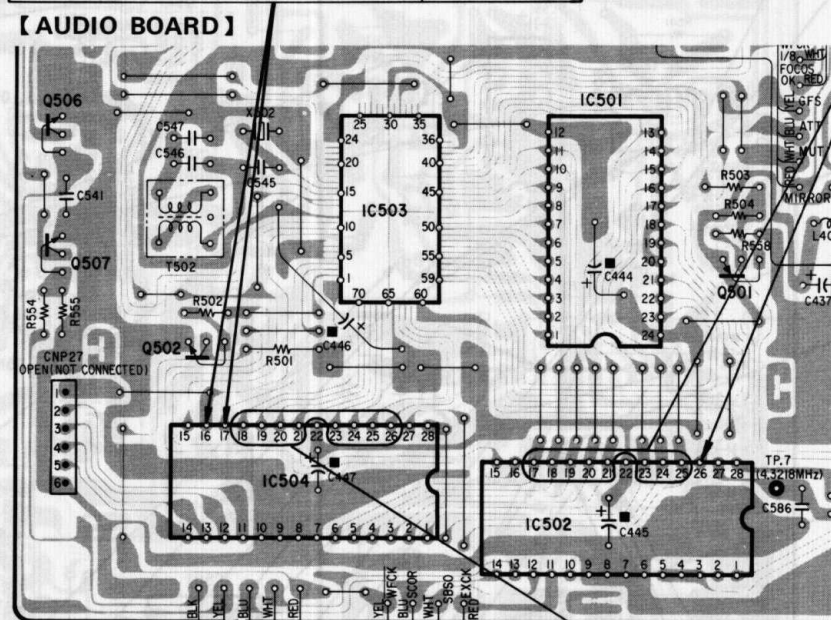 【AUDIO BOARD】
WFCK
1/8 WHT
FOCOS
OK RED
GFS
ATT
MUT
MIRROR
YEL
BLU
WHT
RED
Q506
C547
X502
C546
C545
C541
T502
Q507
R554
R555
R502
Q502
R501
C446
25 30 35
24 36
20 40
15 45
IC503
10 50
5 55
1 59
70 65 60
IC501
12 13
11 14
10 15
9 16
8 17
7 18
6 19
5 20
4 21
3 22
2 23
1 24
C444
R503
R504
R558
Q501
C437
CNP27
OPEN(NOT CONNECTED)
1
2
3
4
5
6
15 16 17 18 19 20 21 22 23 24 25 26 27 28
IC504
C447
14 13 12 11 10 9 8 7 6 5 4 3 2 1
15 16 17 18 19 20 21 22 23 24 25 26 27 28
IC502
C445
14 13 12 11 10 9 8 7 6 5 4 3 2 1
TP.7
(4.3218MHz)
C586
BLK
YEL
BLU
WHT
RED
YEL
WFCK
BLU
SCOR
WHT
SBSO
EXCK
RED